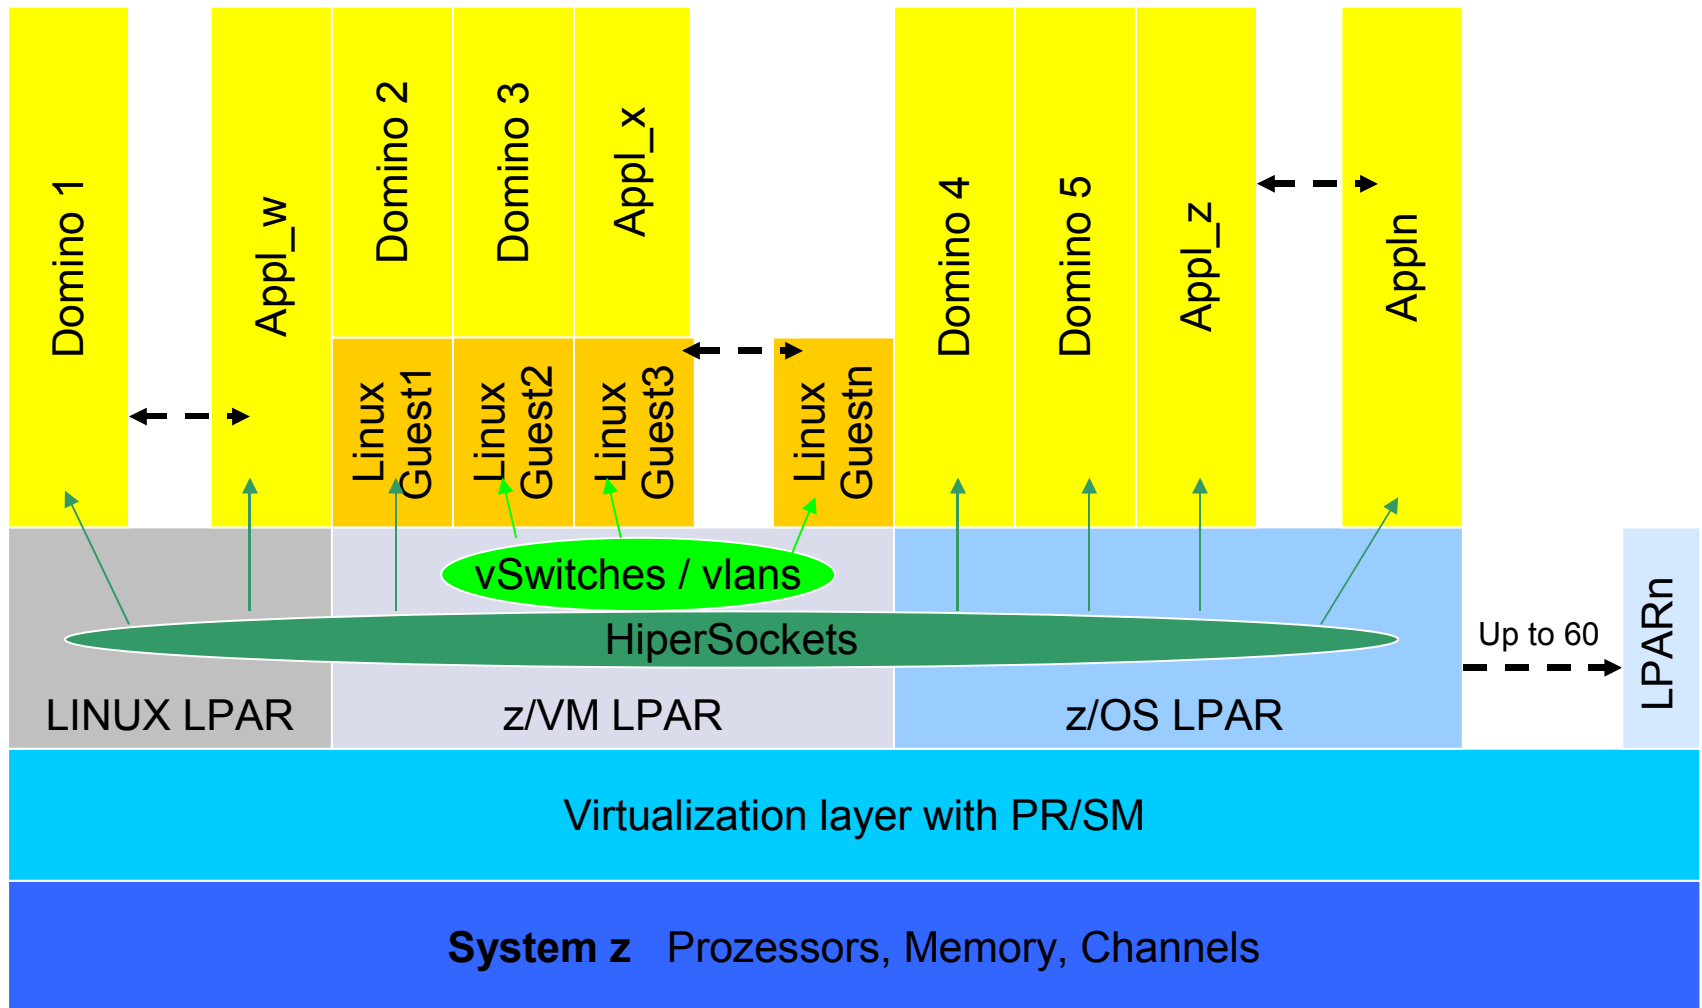 Domino 1
Appl_w
Domino 2
Domino 3
Appl_x
Domino 4
Domino 5
Appl_z
Appln
Linux
Guest1
Linux
Guest2
Linux
Guest3
Linux
Guestn
vSwitches / vlans
HiperSockets
Up to 60
LPARn
LINUX LPAR
z/VM LPAR
z/OS LPAR
Virtualization layer with PR/SM
System z Prozessors, Memory, Channels